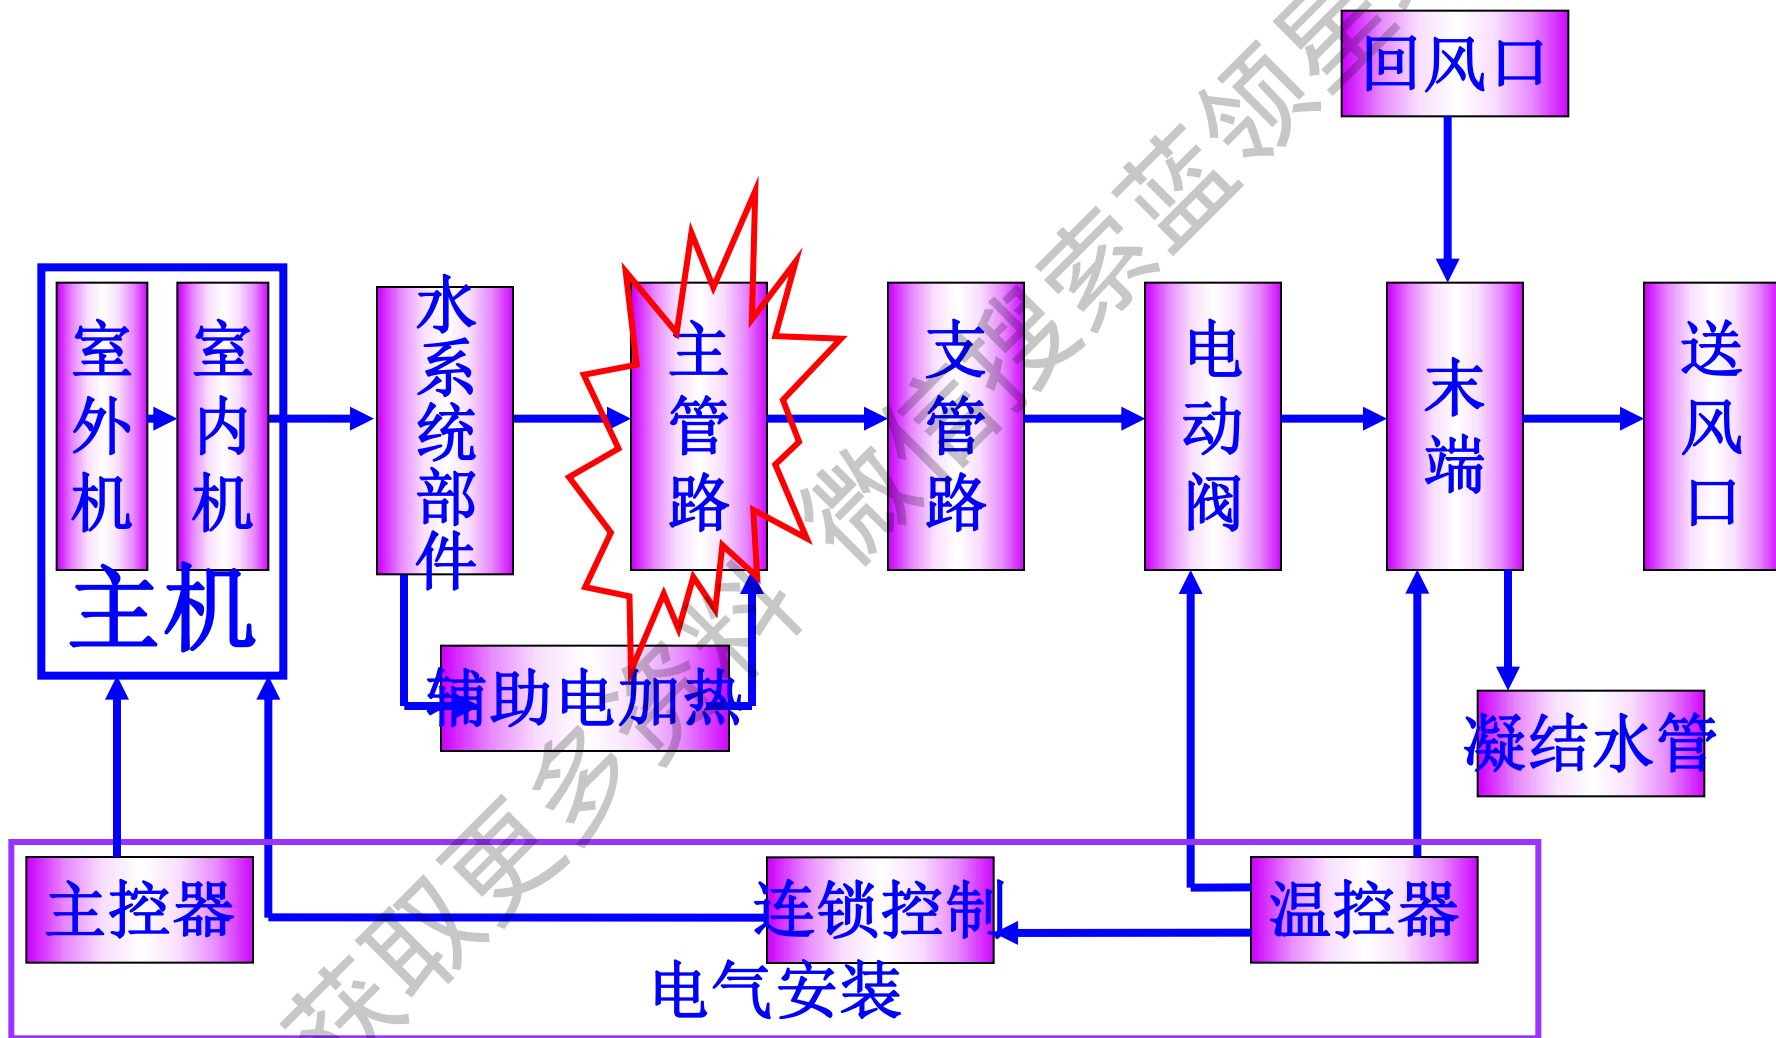 回风口
室外机
室内机
主机
水系统部件
主管路
支管路
电动阀
末端
送风口
辅助电加热
凝结水管
主控器
连锁控制
温控器
电气安装
获取更多资料 微信搜索蓝领星